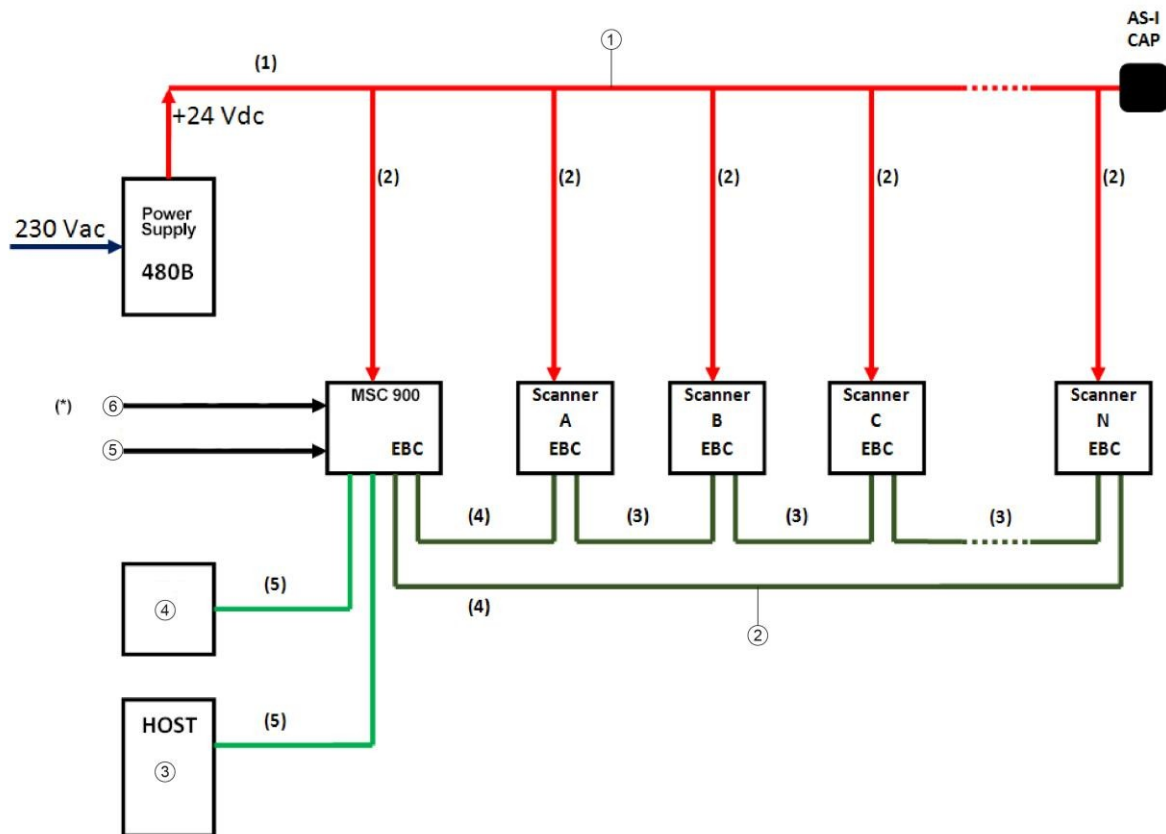 AS-I
CAP
(1)
①
+24 Vdc
Power
Supply
480B
230 Vac
(2)
(2)
(2)
(2)
(2)
MSC 900
EBC
Scanner
A
EBC
Scanner
B
EBC
Scanner
C
EBC
Scanner
N
EBC
(*)
⑥
⑤
(4)
(3)
(3)
(3)
(4)
②
④
(5)
HOST
③
(5)